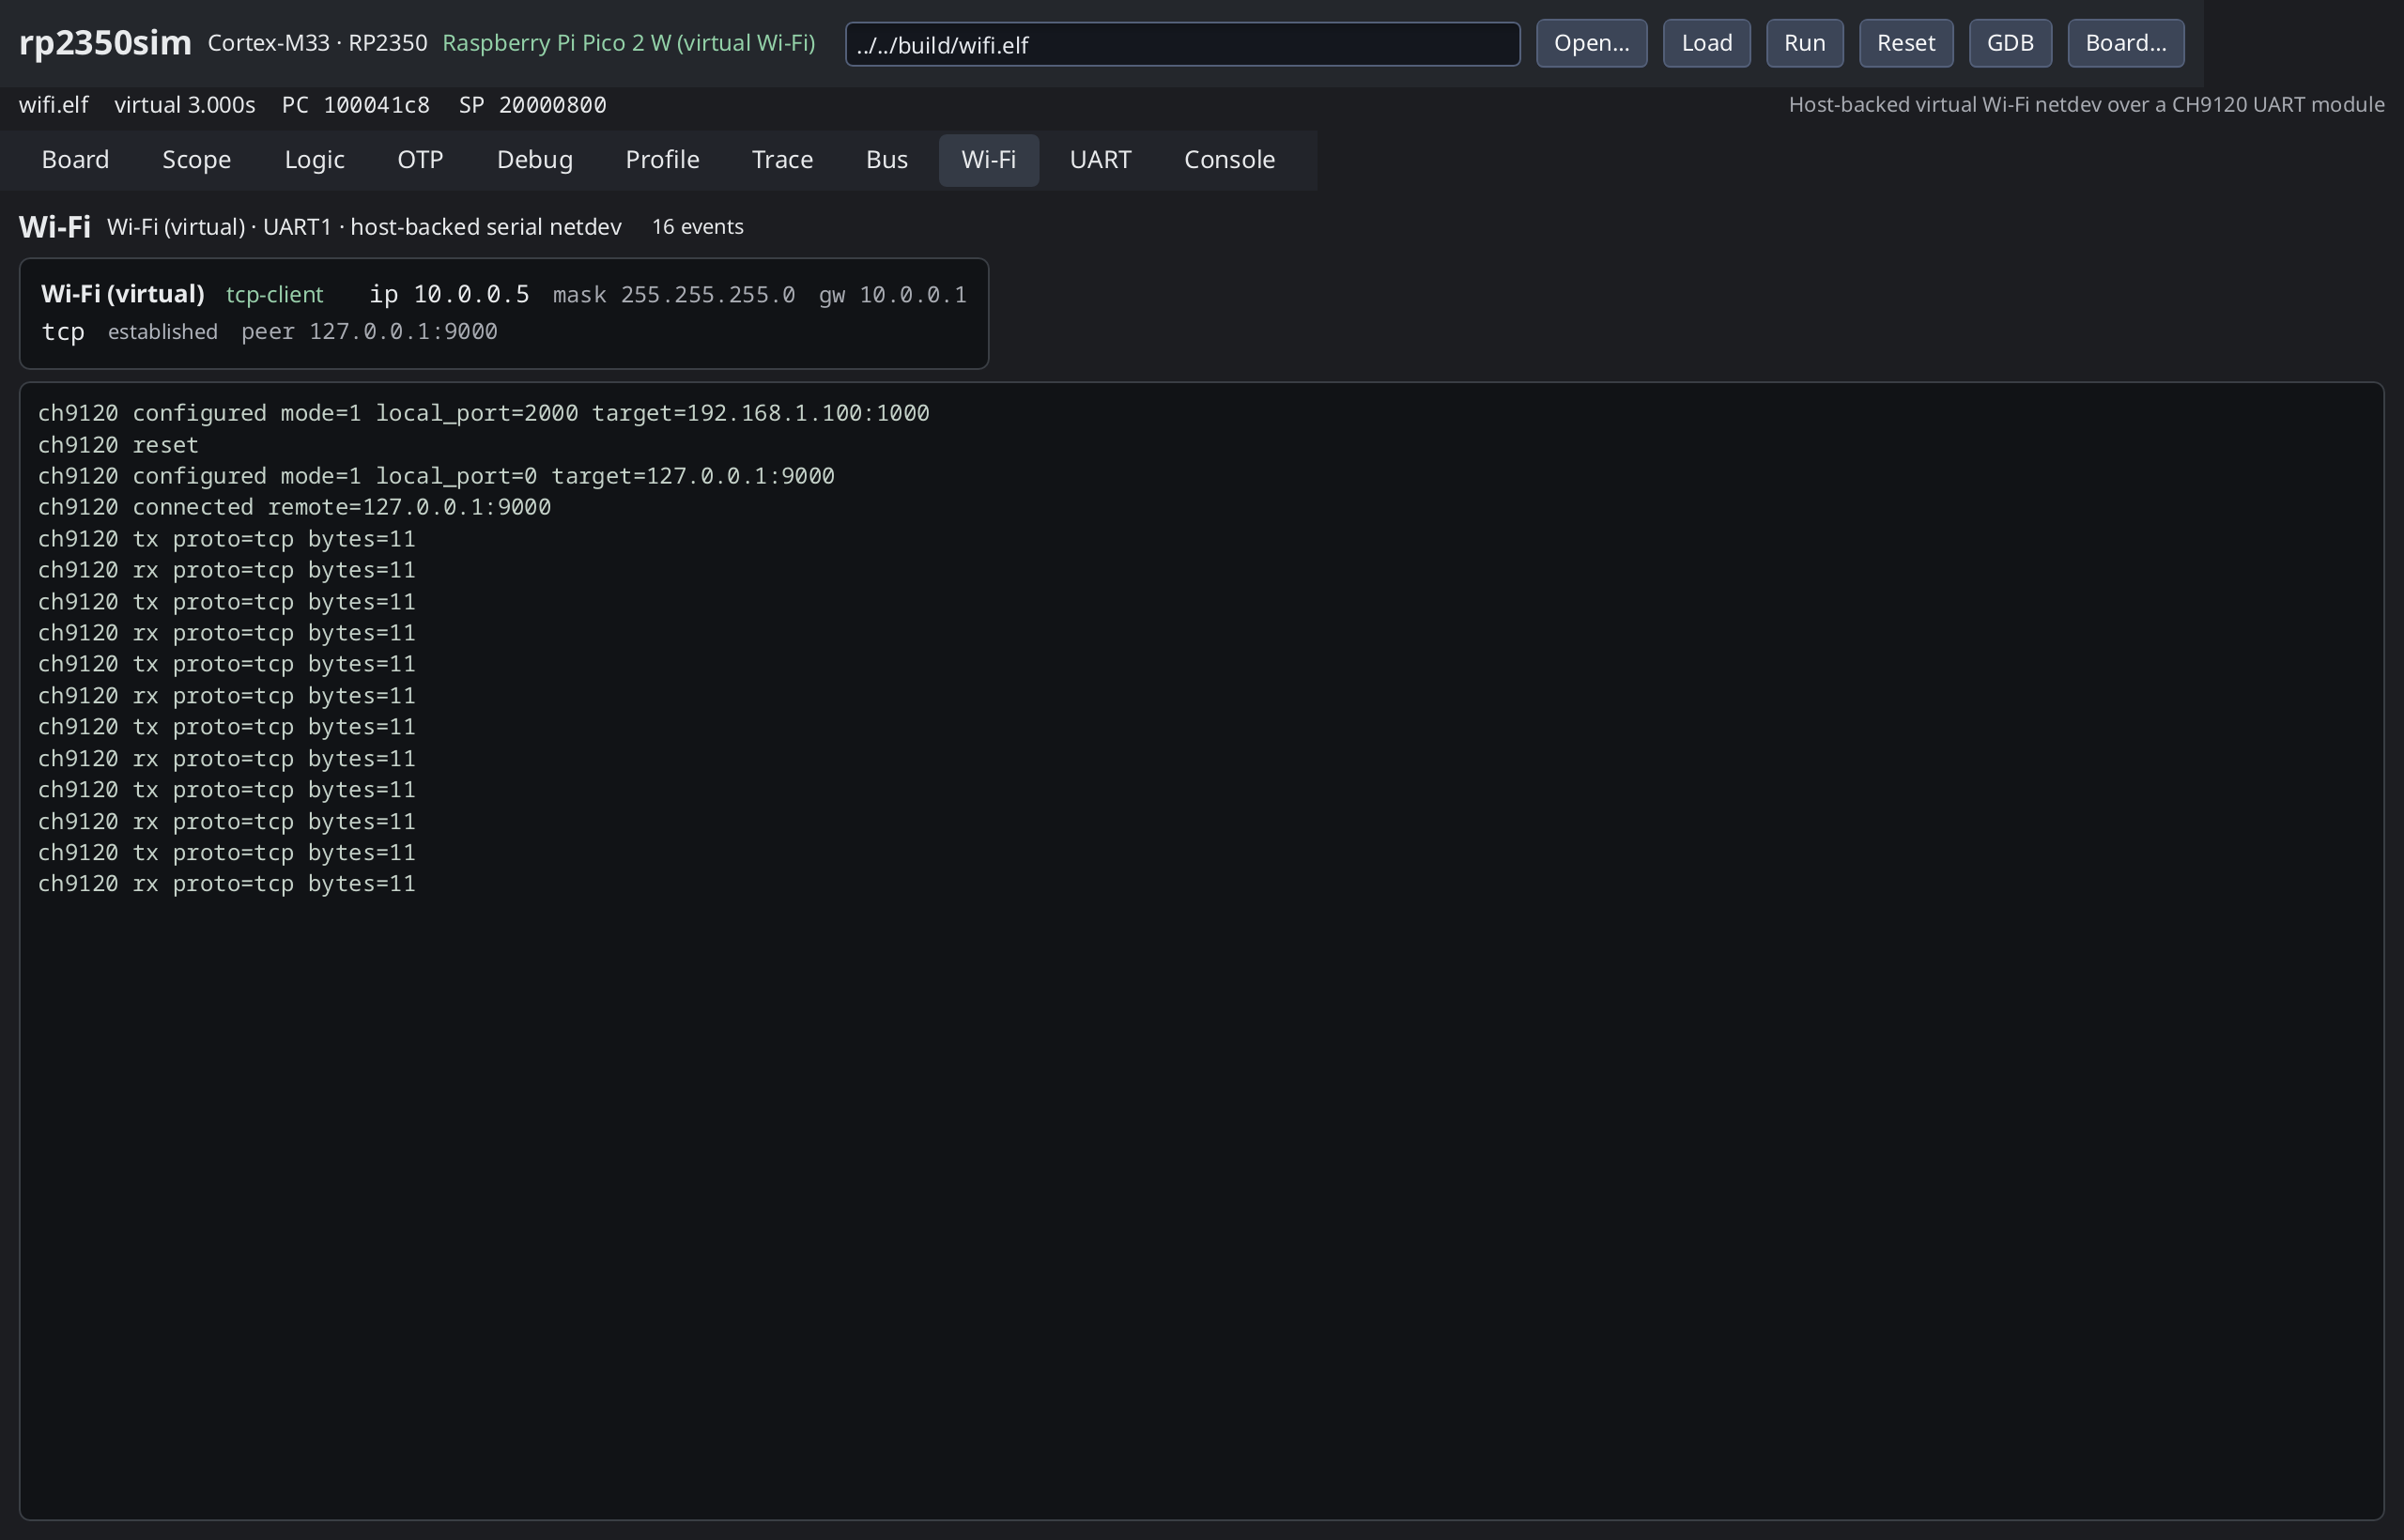 rp2350sim Cortex-M33 · RP2350 Raspberry Pi Pico 2 W (virtual Wi-Fi) ../../build/wifi.elf Open... Load Run Reset GDB Board...
wifi.elf virtual 3.000s PC 100041c8 SP 20000800 Host-backed virtual Wi-Fi netdev over a CH9120 UART module
Board Scope Logic OTP Debug Profile Trace Bus Wi-Fi UART Console
Wi-Fi Wi-Fi (virtual) · UART1 · host-backed serial netdev 16 events
Wi-Fi (virtual) tcp-client ip 10.0.0.5 mask 255.255.255.0 gw 10.0.0.1
tcp established peer 127.0.0.1:9000
ch9120 configured mode=1 local_port=2000 target=192.168.1.100:1000
ch9120 reset
ch9120 configured mode=1 local_port=0 target=127.0.0.1:9000
ch9120 connected remote=127.0.0.1:9000
ch9120 tx proto=tcp bytes=11
ch9120 rx proto=tcp bytes=11
ch9120 tx proto=tcp bytes=11
ch9120 rx proto=tcp bytes=11
ch9120 tx proto=tcp bytes=11
ch9120 rx proto=tcp bytes=11
ch9120 tx proto=tcp bytes=11
ch9120 rx proto=tcp bytes=11
ch9120 tx proto=tcp bytes=11
ch9120 rx proto=tcp bytes=11
ch9120 tx proto=tcp bytes=11
ch9120 rx proto=tcp bytes=11